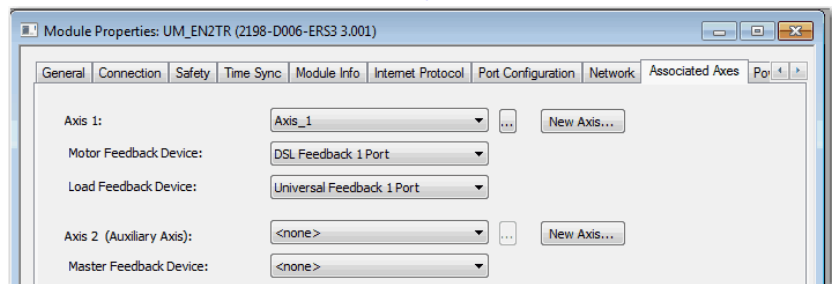 Module Properties: UM_EN2TR (2198-D006-ERS3 3.001)
General Connection Safety Time Sync Module Info Internet Protocol Port Configuration Network Associated Axes
Axis 1: Axis_1 ... New Axis...
Motor Feedback Device: DSL Feedback 1 Port
Load Feedback Device: Universal Feedback 1 Port
Axis 2 (Auxiliary Axis): <none> ... New Axis...
Master Feedback Device: <none>